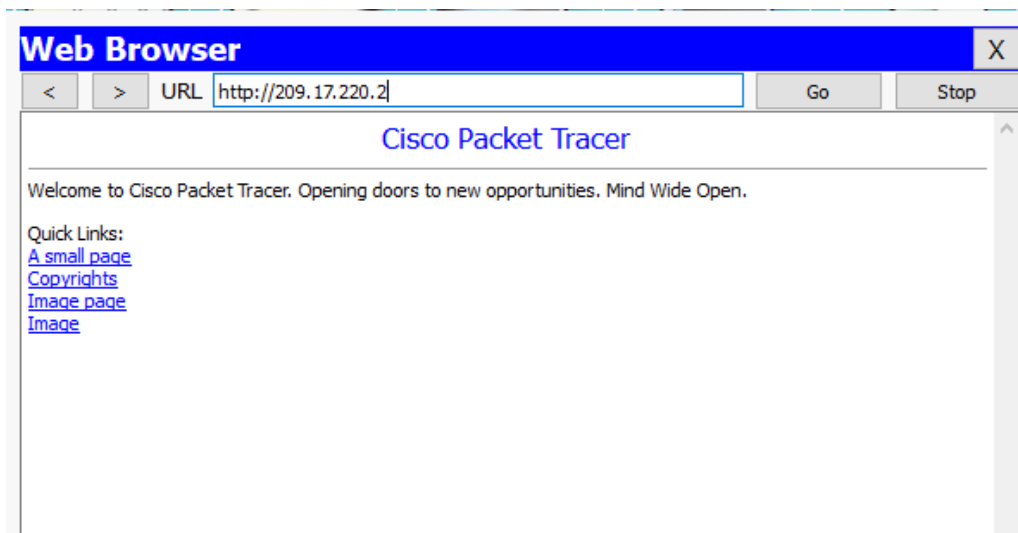 Web Browser X
< > URL http://209.17.220.2 Go Stop
Cisco Packet Tracer
Welcome to Cisco Packet Tracer. Opening doors to new opportunities. Mind Wide Open.
Quick Links:
A small page
Copyrights
Image page
Image